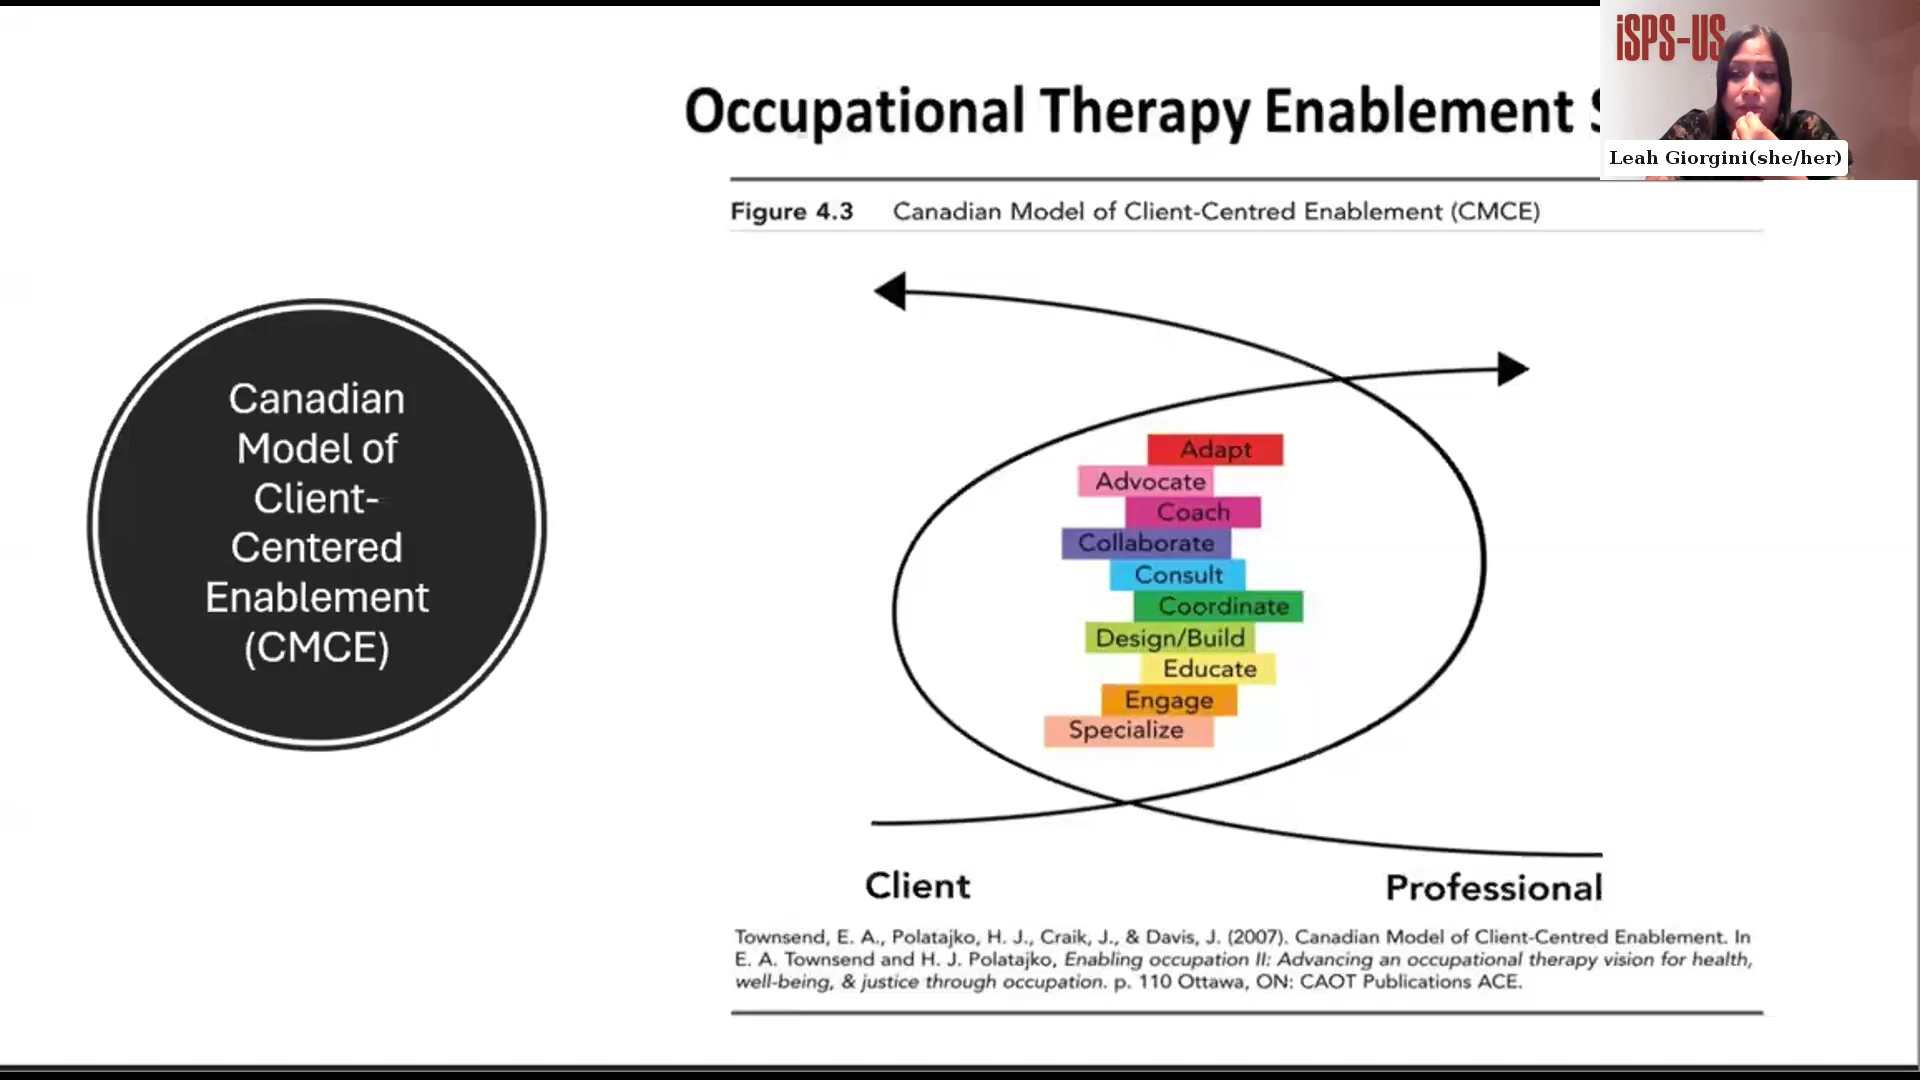 iSPS-US
Leah Giorgini(she/her)
Occupational Therapy Enablement
Figure 4.3 Canadian Model of Client-Centred Enablement (CMCE)
Canadian
Model of
Client-
Centered
Enablement
(CMCE)
Adapt
Advocate
Coach
Collaborate
Consult
Coordinate
Design/Build
Educate
Engage
Specialize
Client
Professional
Townsend, E. A., Polatajko, H. J., Craik, J., & Davis, J. (2007). Canadian Model of Client-Centred Enablement. In
E. A. Townsend and H. J. Polatajko, Enabling occupation II: Advancing an occupational therapy vision for health,
well-being, & justice through occupation. p. 110 Ottawa, ON: CAOT Publications ACE.